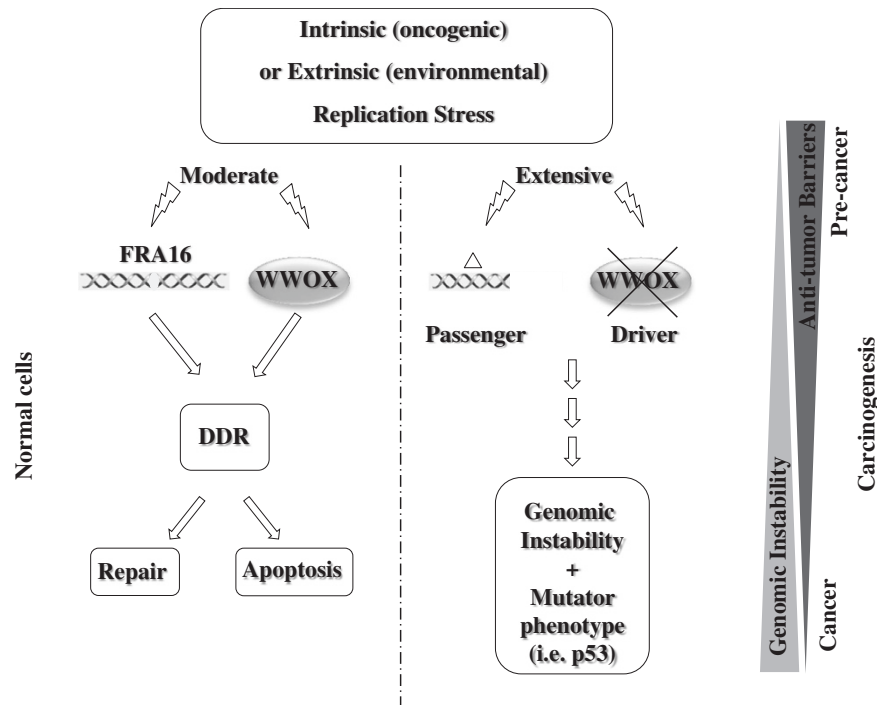 Intrinsic (oncogenic)
or Extrinsic (environmental)
Replication Stress
Moderate
FRA16
WWOX
DDR
Repair
Apoptosis
Normal cells
Extensive
WWOX
Passenger
Driver
Genomic
Instability
+
Mutator
phenotype
(i.e. p53)
Genomic Instability
Anti-tumor Barriers
Pre-cancer
Cancer
Carcinogenesis